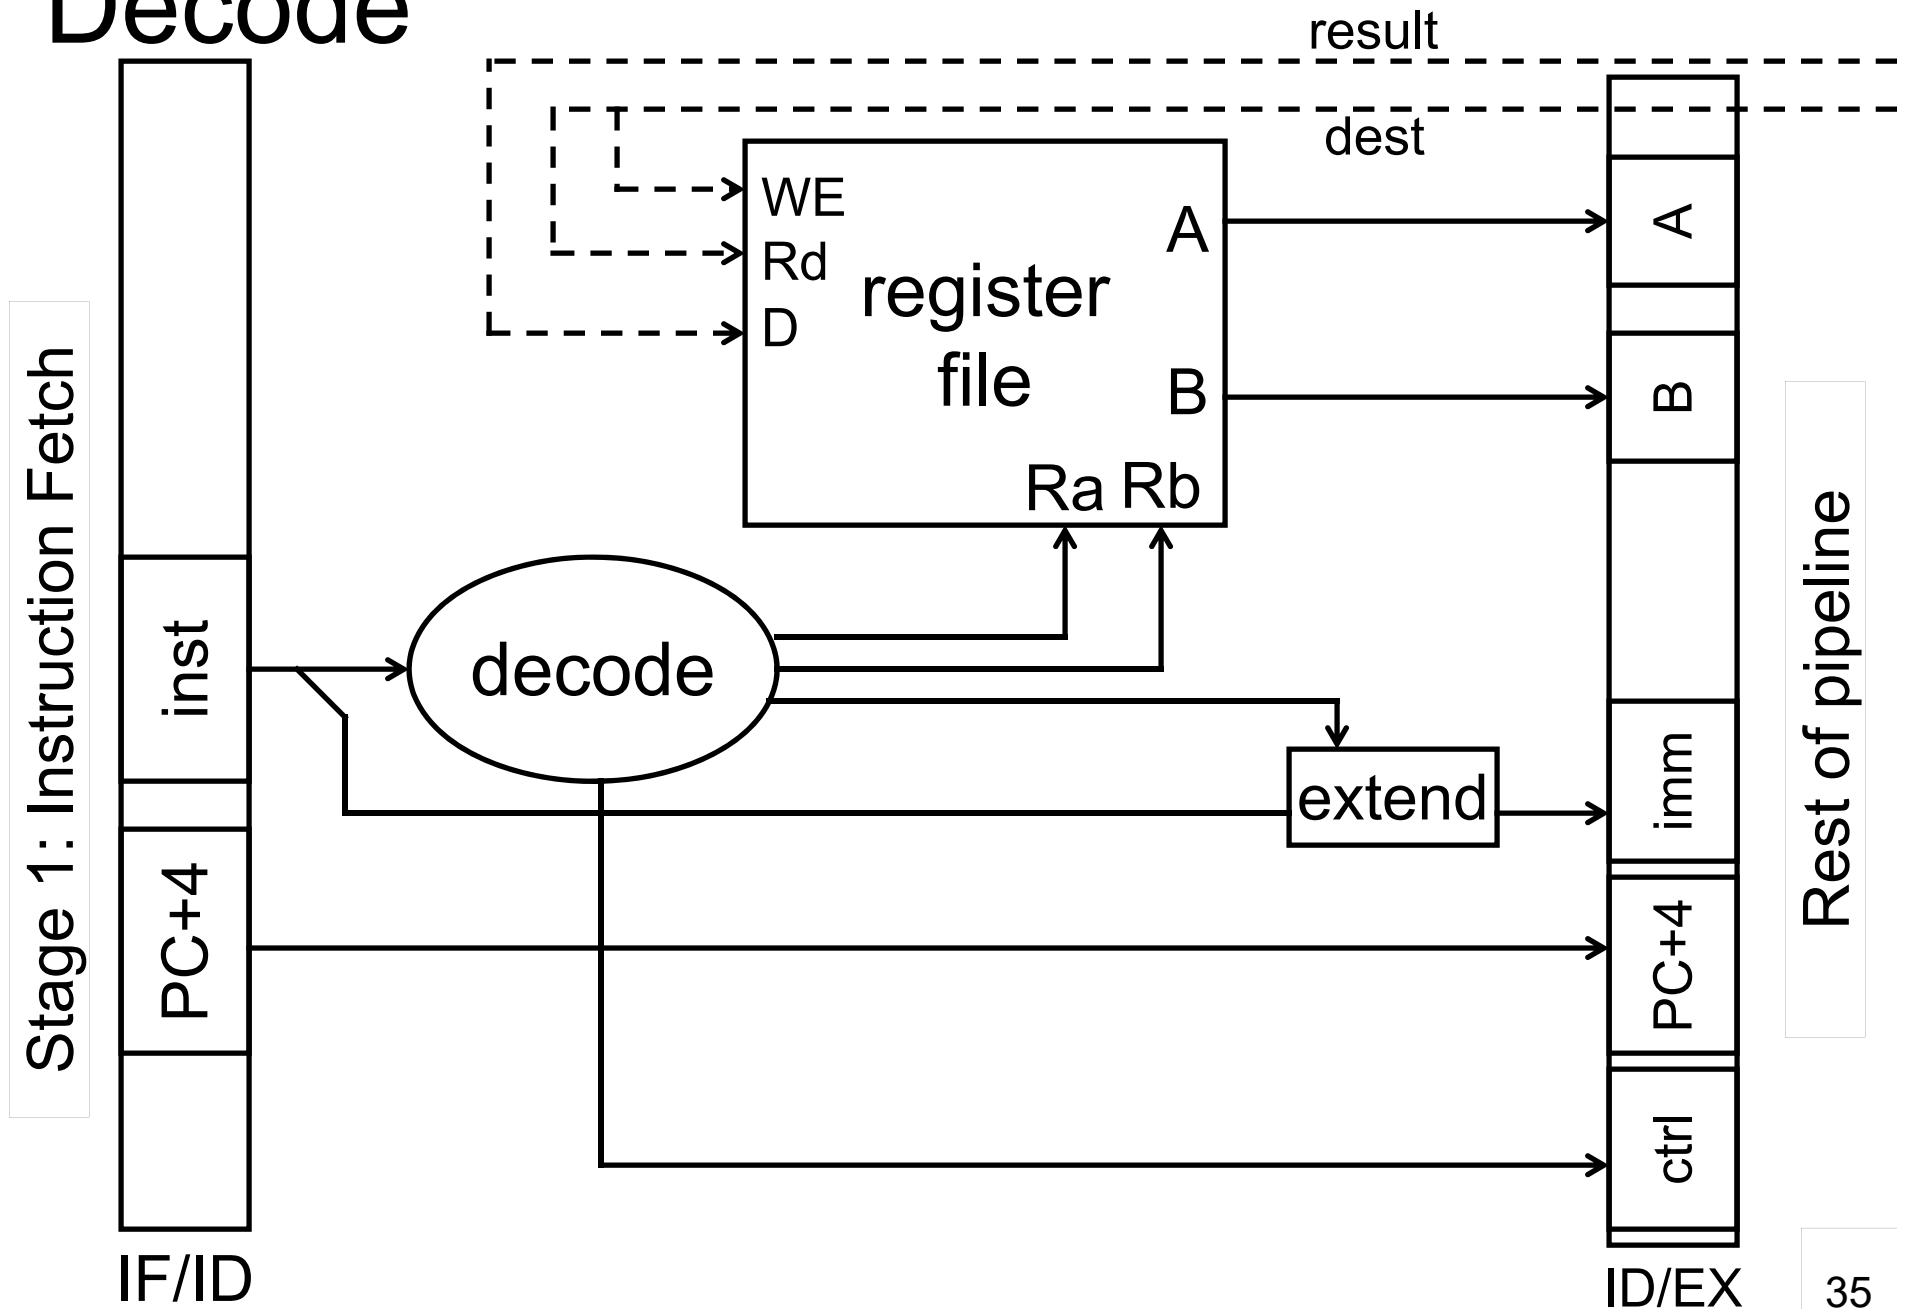 Decode
result
dest
WE
Rd
D
register
file
A
B
Ra Rb
A
B
Stage 1: Instruction Fetch
inst
decode
extend
imm
PC+4
PC+4
ctrl
Rest of pipeline
IF/ID
ID/EX
35